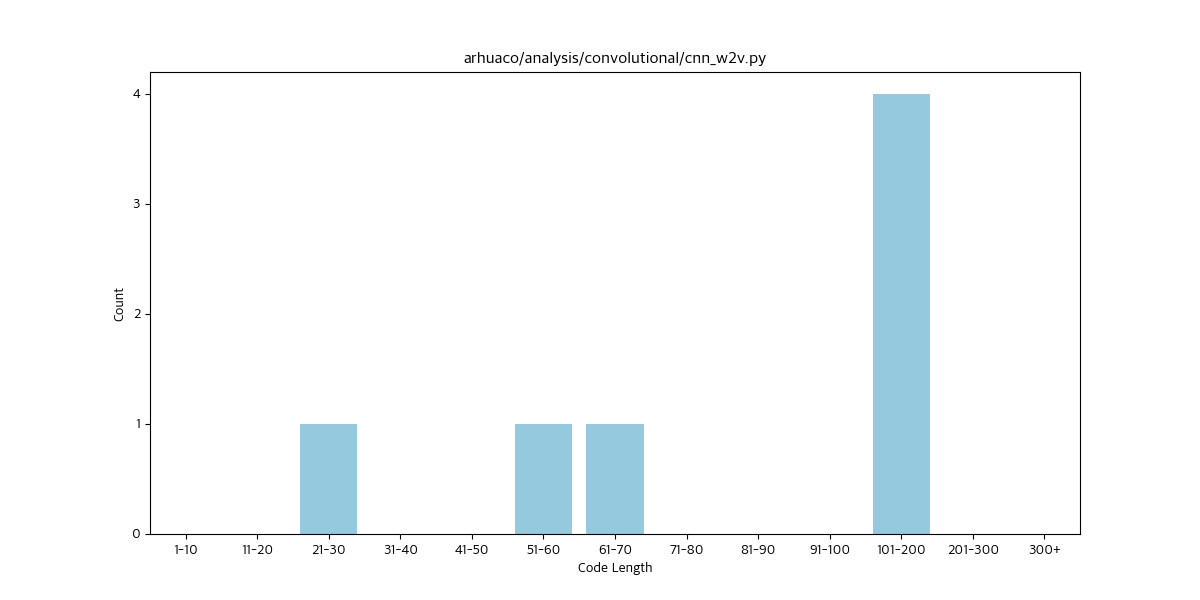 arhuaco/analysis/convolutional/cnn_w2v.py
4
3
2
1
0
Count
1-10 11-20 21-30 31-40 41-50 51-60 61-70 71-80 81-90 91-100 101-200 201-300 300+
Code Length